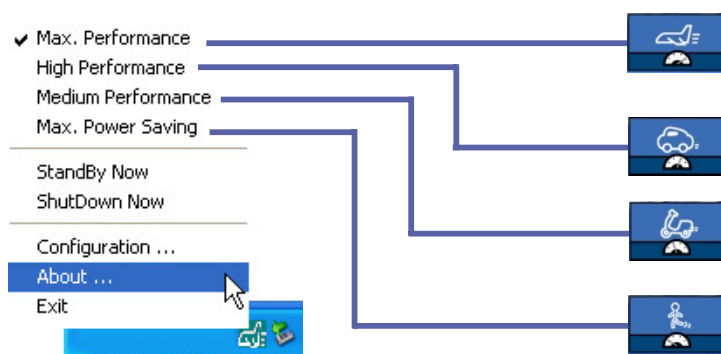 Max. Performance
High Performance
Medium Performance
Max. Power Saving
StandBy Now
ShutDown Now
Configuration ...
About ...
Exit